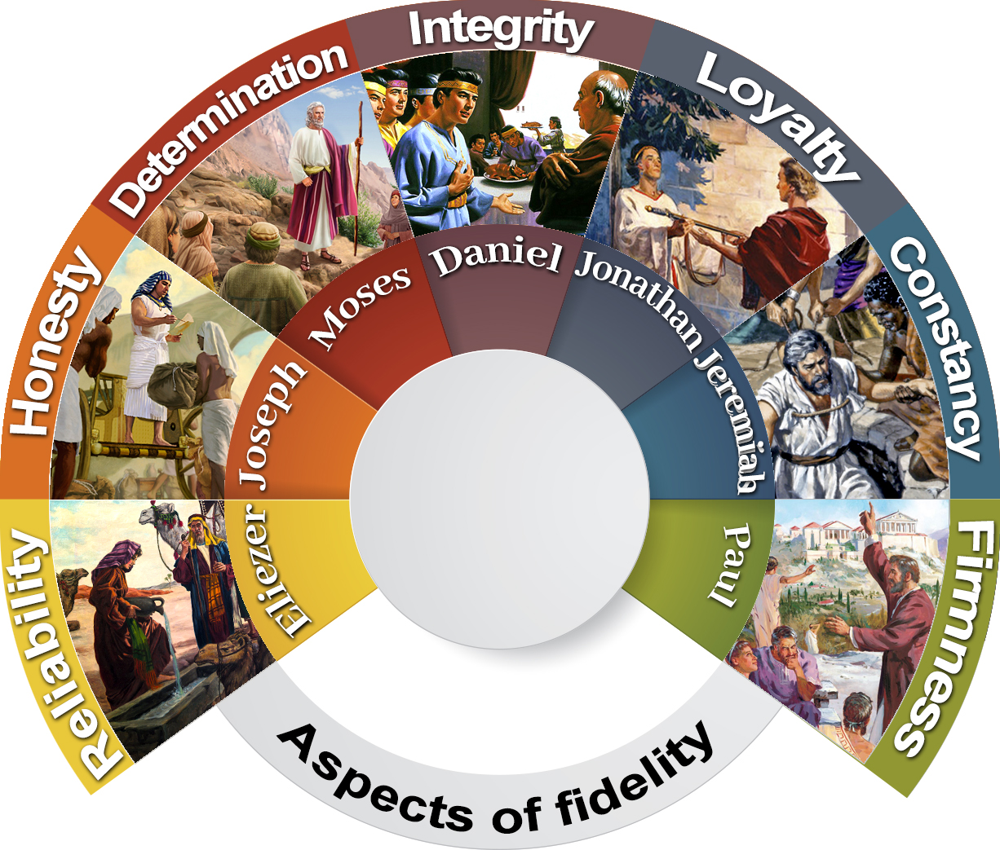 Reliability
Honesty
Determination
Integrity
Loyalty
Constancy
Firmness
Eliezer
Joseph
Moses
Daniel
Jonathan
Jeremiah
Paul
Aspects of fidelity